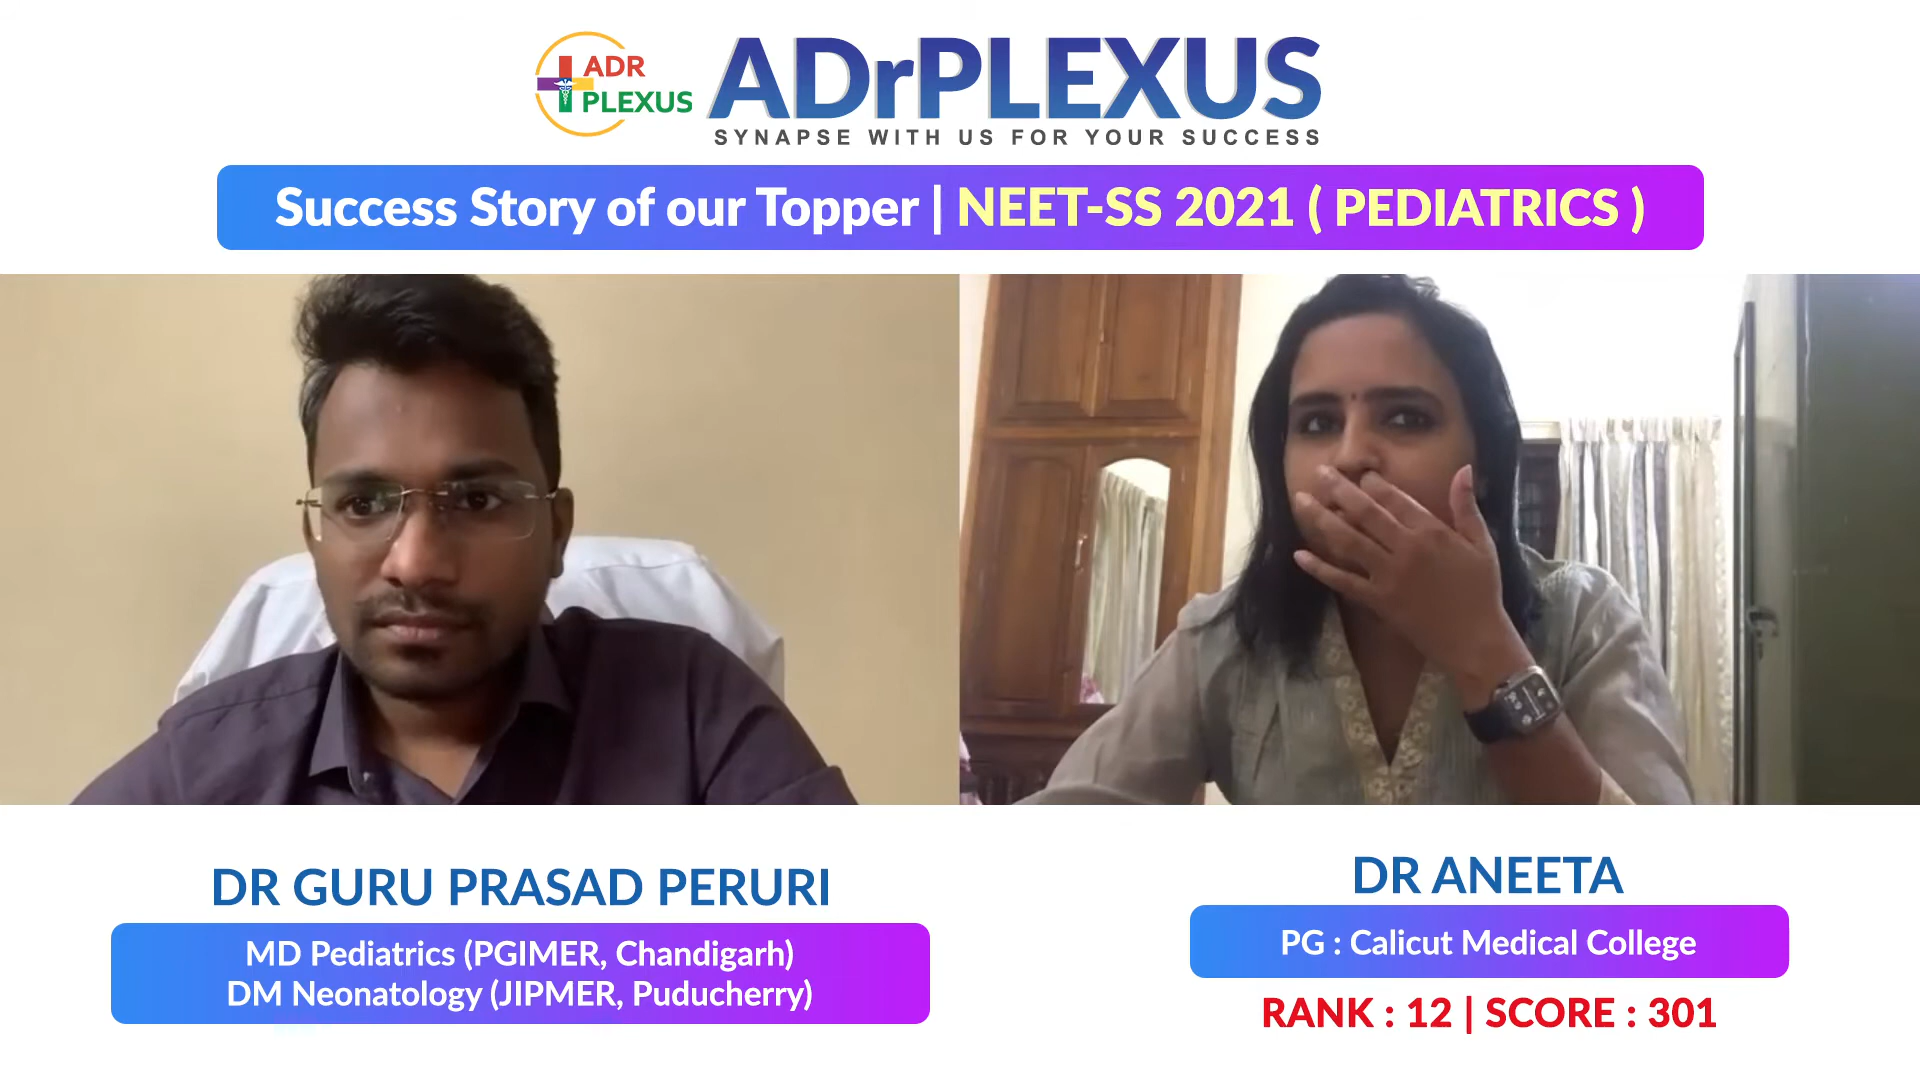 ADR
PLEXUS
ADrPLEXUS
SYNAPSE WITH US FOR YOUR SUCCESS
Success Story of our Topper | NEET-SS 2021 ( PEDIATRICS )
DR GURU PRASAD PERURI
MD Pediatrics (PGIMER, Chandigarh)
DM Neonatology (JIPMER, Puducherry)
DR ANEETA
PG : Calicut Medical College
RANK : 12 | SCORE : 301